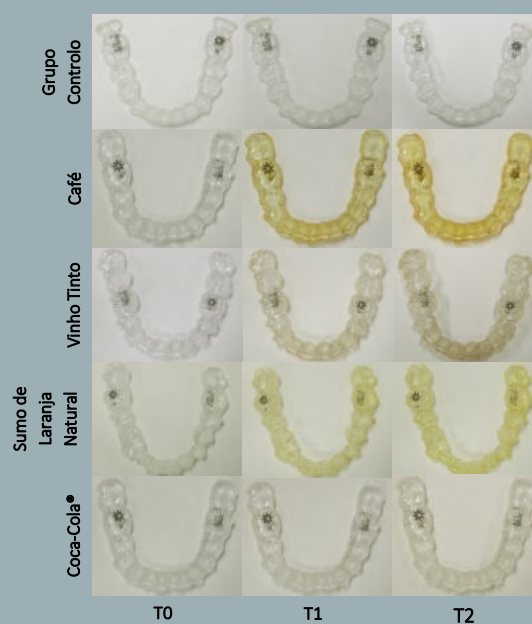 Grupo
Controlo
Café
Vinho Tinto
Sumo de
Laranja
Natural
Coca-Cola®
T0
T1
T2